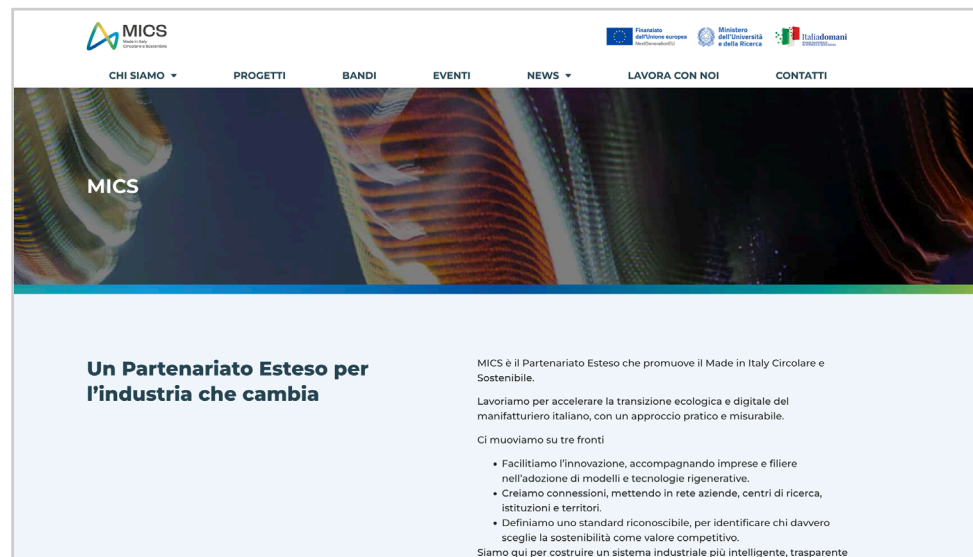 MICS
Made in Italy
Circolare e Sostenibile
Finanziato
dall'Unione europea
NextGenerationEU
Ministero
dell'Università
e della Ricerca
Italiadomani
CHI SIAMO
PROGETTI
BANDI
EVENTI
NEWS
LAVORA CON NOI
CONTATTI
MICS
Un Partenariato Esteso per
l'industria che cambia
MICS è il Partenariato Esteso che promuove il Made in Italy Circolare e
Sostenibile.
Lavoriamo per accelerare la transizione ecologica e digitale del
manifatturiero italiano, con un approccio pratico e misurabile.
Ci muoviamo su tre fronti
• Facilitiamo l'innovazione, accompagnando imprese e filiere
nell'adozione di modelli e tecnologie rigenerative.
• Creiamo connessioni, mettendo in rete aziende, centri di ricerca,
istituzioni e territori.
• Definiamo uno standard riconoscibile, per identificare chi davvero
sceglie la sostenibilità come valore competitivo.
Siamo qui per costruire un sistema industriale più intelligente, trasparente